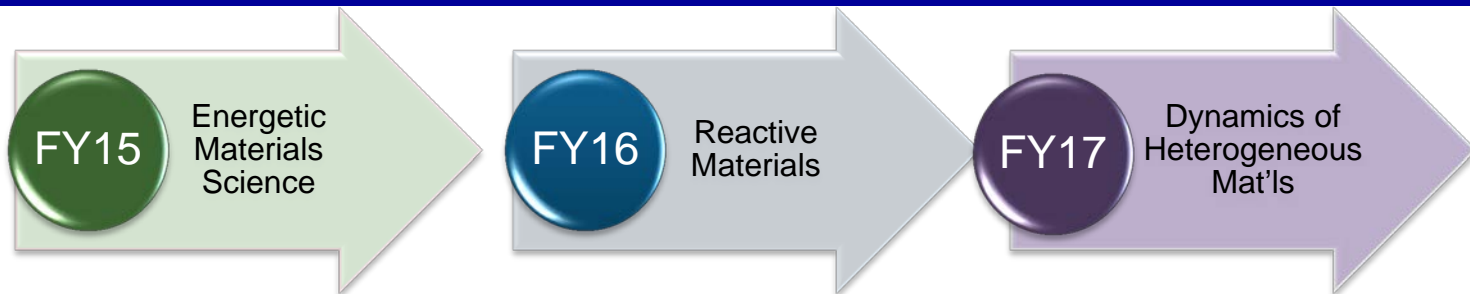 FY15
Energetic
Materials
Science
FY16
Reactive
Materials
FY17
Dynamics of
Heterogeneous
Mat’ls